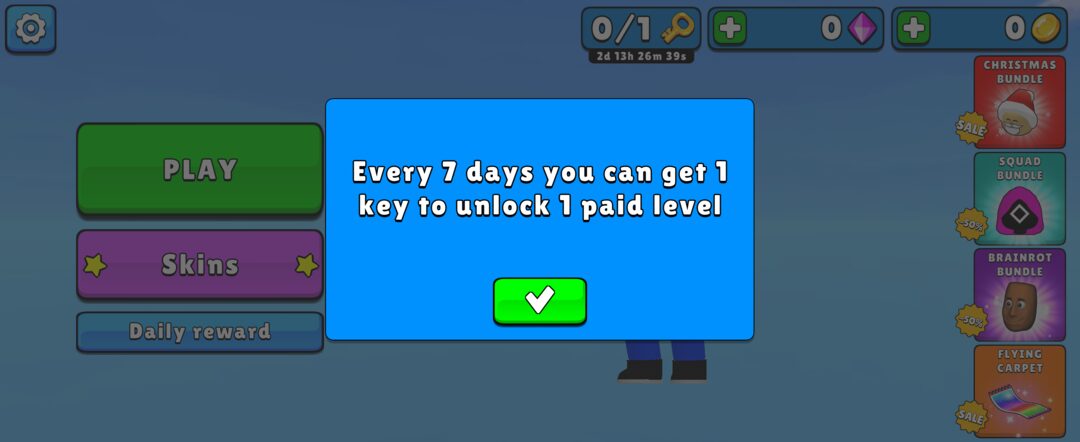 0/1
0
0
2d 13h 26m 39s
CHRISTMAS
BUNDLE
SALE
PLAY
Every 7 days you can get 1
key to unlock 1 paid level
SQUAD
BUNDLE
-50%
Skins
BRAINROT
BUNDLE
-50%
Daily reward
FLYING
CARPET
SALE